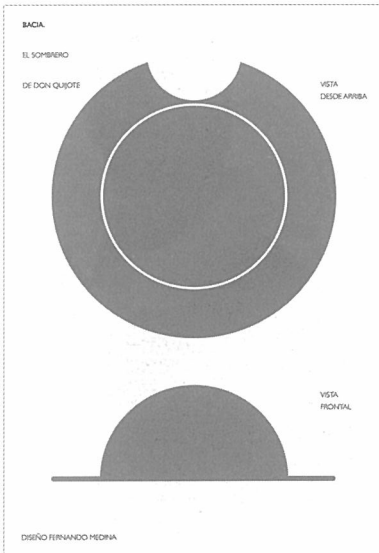 BACIA.
EL SOMBRERO
DE DON QUIJOTE
VISTA
DESDE ARRIBA
VISTA
FRONTAL
DISEÑO FERNANDO MEDINA